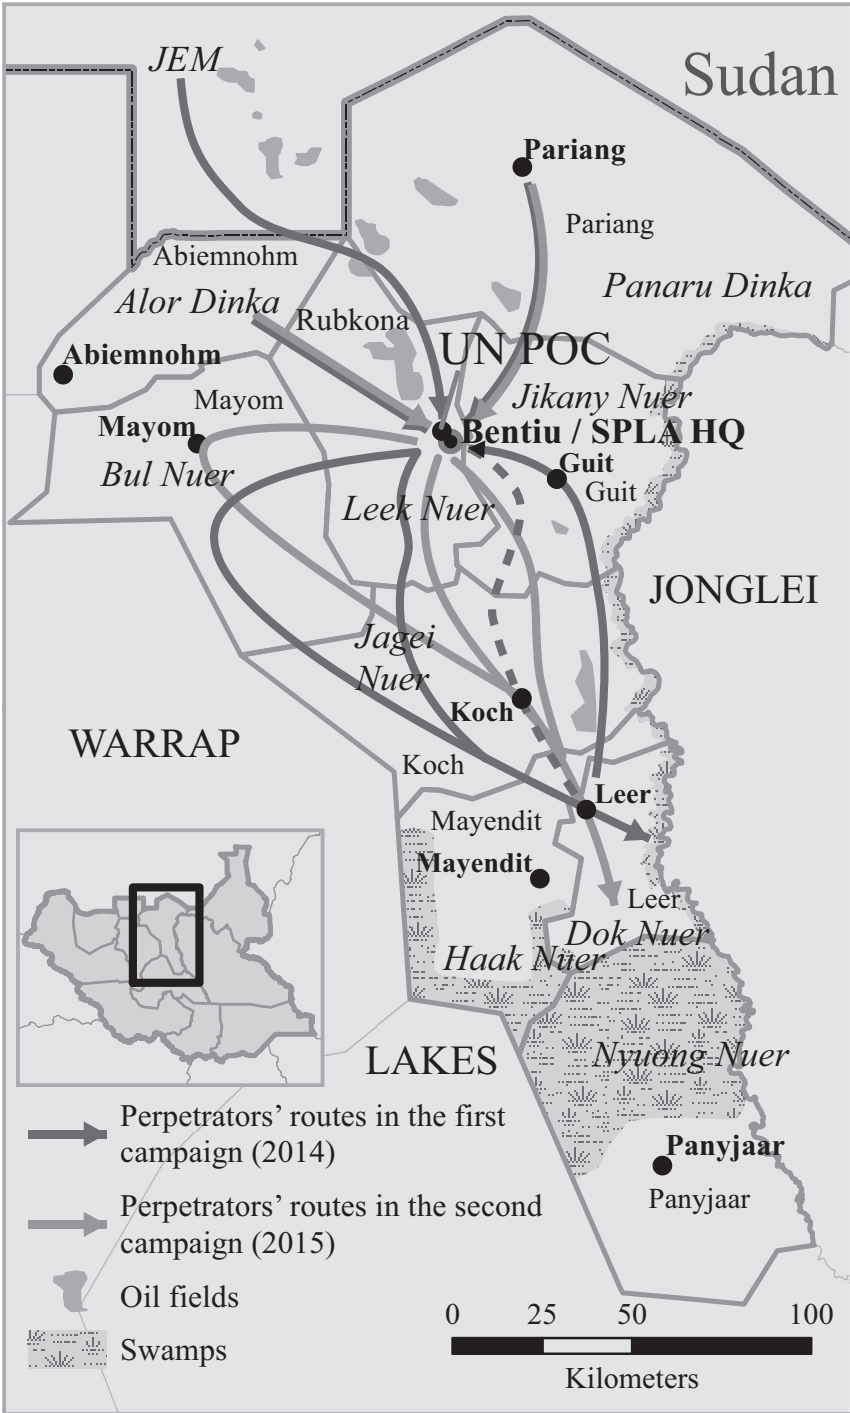 JEM
Sudan
Pariang
Pariang
Abiemnohm
Panaru Dinka
Alor Dinka
Rubkona
UN POC
Abiemnohm
Jikany Nuer
Mayom
Mayom
Bentiu / SPLA HQ
Bul Nuer
Guit
Guit
Leek Nuer
JONGLEI
Jagei
Nuer
Koch
WARRAP
Koch
Leer
Mayendit
Mayendit
Leer
Dok Nuer
Haak Nuer
LAKES
Nyuong Nuer
Panyjaar
Panyjaar
Perpetrators’ routes in the first
campaign (2014)
Perpetrators’ routes in the second
campaign (2015)
Oil fields
Swamps
0 25 50 100
Kilometers